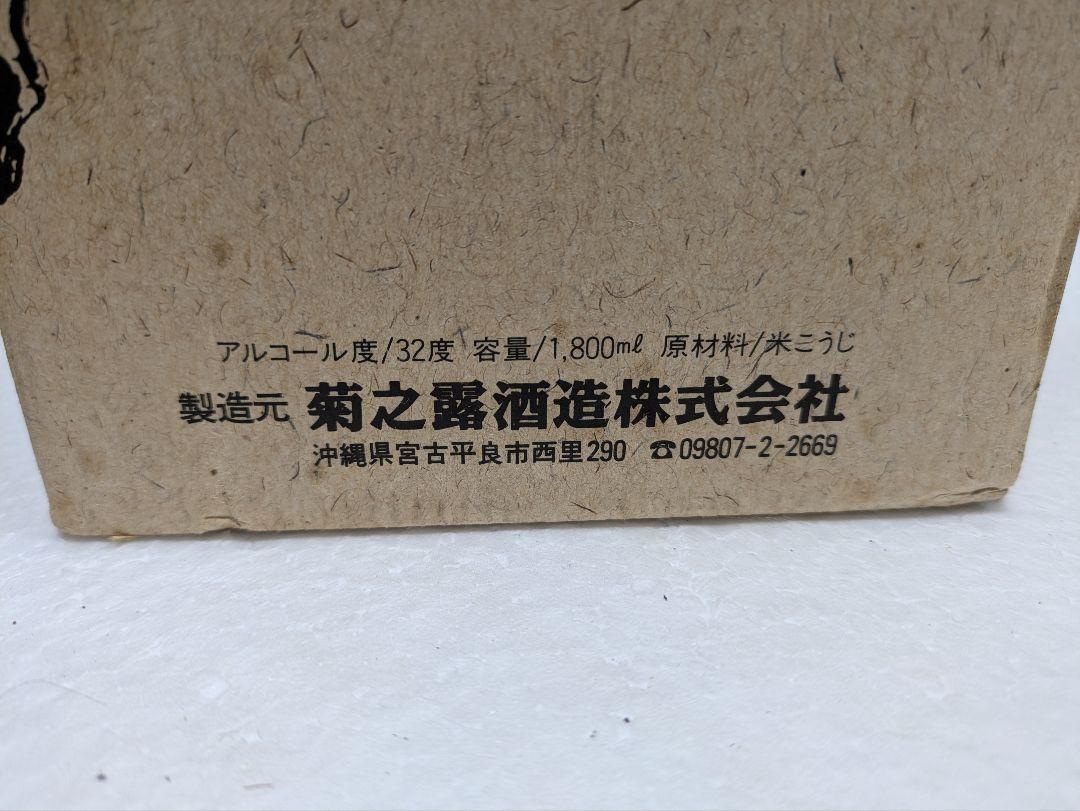 アルコール度/32度 容量/1,800ml 原材料/米こうじ
製造元 菊之露酒造株式会社
沖縄県宮古平良市西里290 ☎09807-2-2669